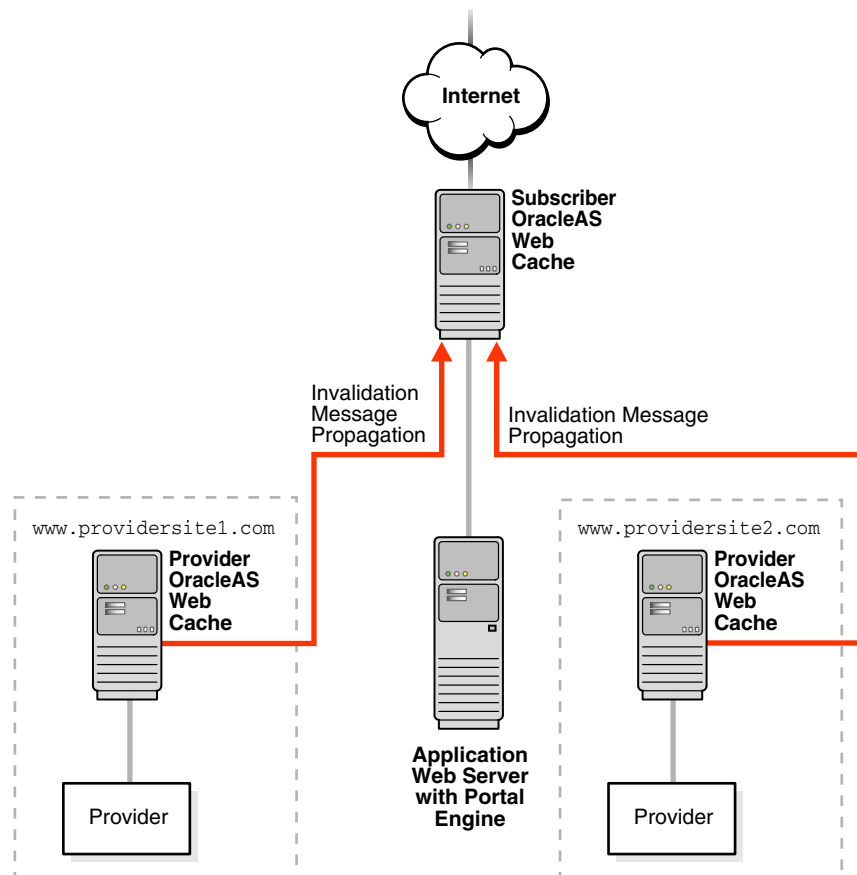 Internet
Subscriber
OracleAS
Web
Cache
Invalidation
Message
Propagation
Invalidation Message
Propagation
www.providersite1.com
Provider
OracleAS
Web
Cache
Provider
Application
Web Server
with Portal
Engine
www.providersite2.com
Provider
OracleAS
Web
Cache
Provider